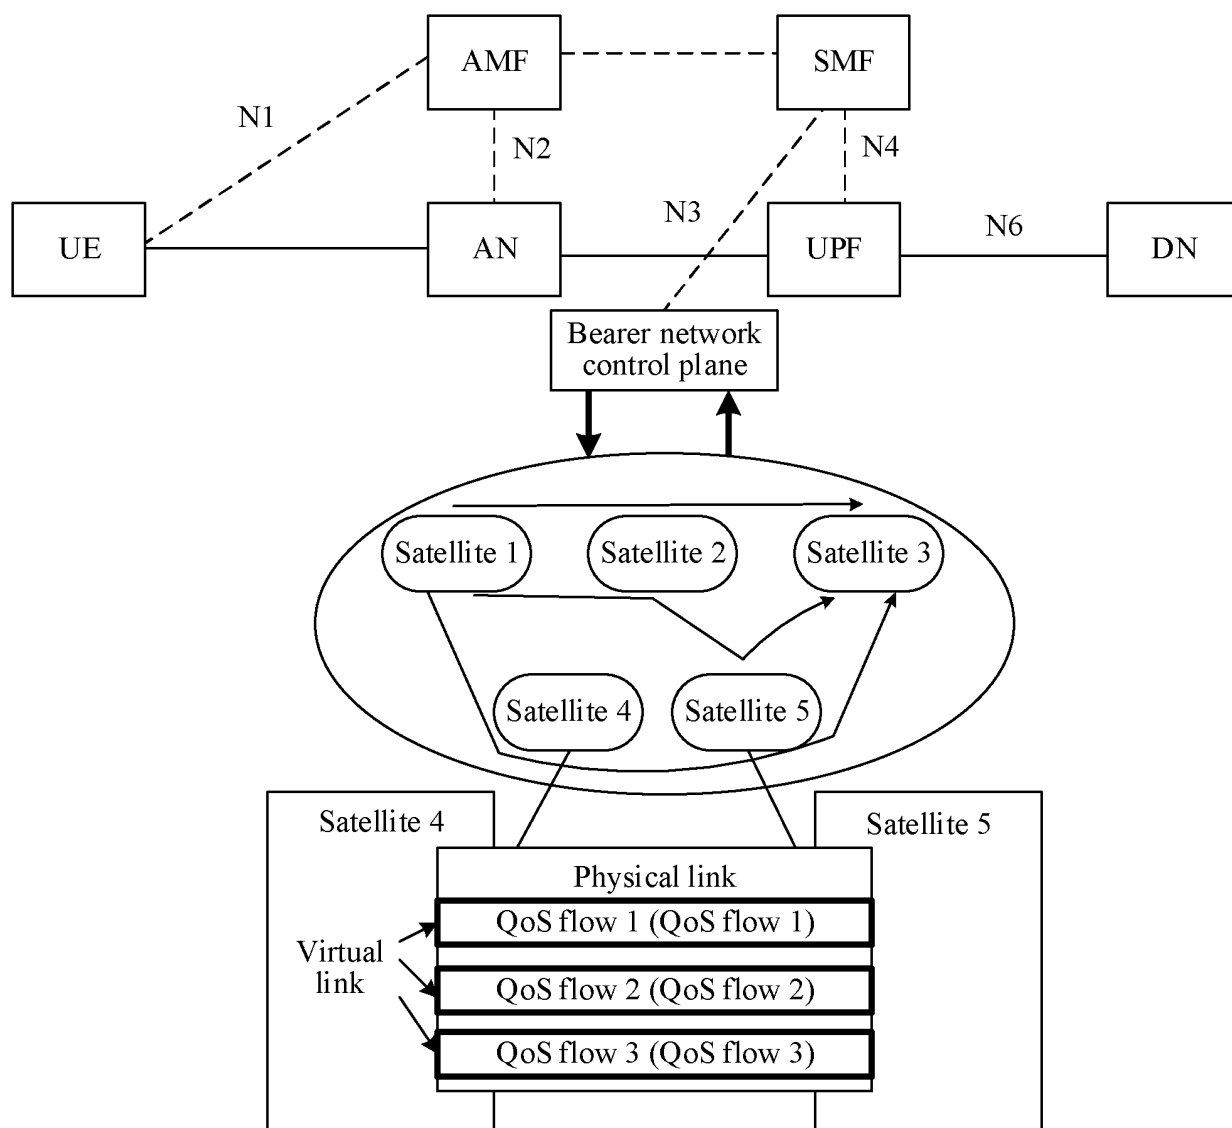 AMF
SMF
N1
N2
N4
UE
AN
N3
UPF
N6
DN
Bearer network
control plane
Satellite 1
Satellite 2
Satellite 3
Satellite 4
Satellite 5
Satellite 4
Satellite 5
Physical link
QoS flow 1 (QoS flow 1)
Virtual
link
QoS flow 2 (QoS flow 2)
QoS flow 3 (QoS flow 3)